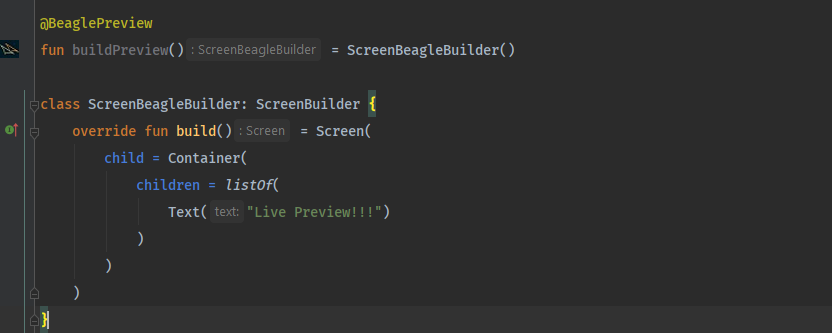 @BeaglePreview
fun buildPreview() : ScreenBeagleBuilder = ScreenBeagleBuilder()
class ScreenBeagleBuilder: ScreenBuilder {
override fun build() : Screen = Screen(
child = Container(
children = listOf(
Text( text: "Live Preview!!!")
)
)
)
}